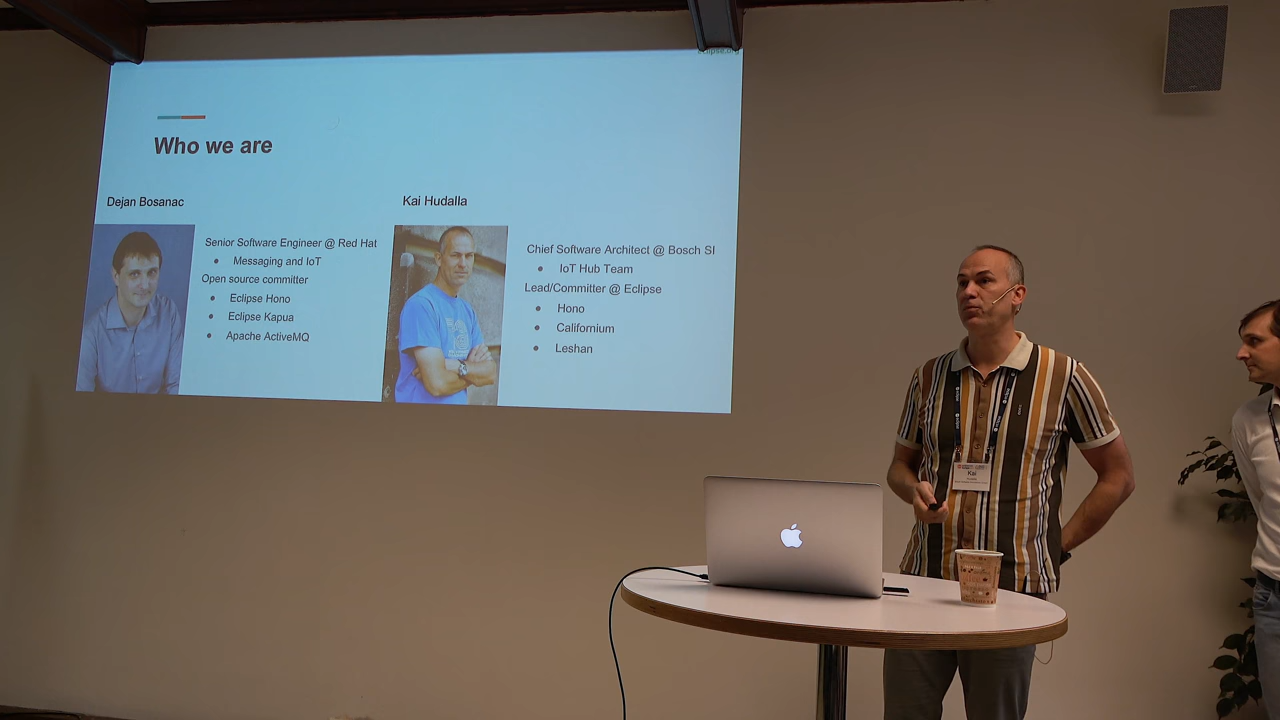 eclipse.org
Who we are
Dejan Bosanac
Senior Software Engineer @ Red Hat
● Messaging and IoT
Open source committer
● Eclipse Hono
● Eclipse Kapua
● Apache ActiveMQ
Kai Hudalla
Chief Software Architect @ Bosch SI
● IoT Hub Team
Lead/Committer @ Eclipse
● Hono
● Californium
● Leshan
Kai